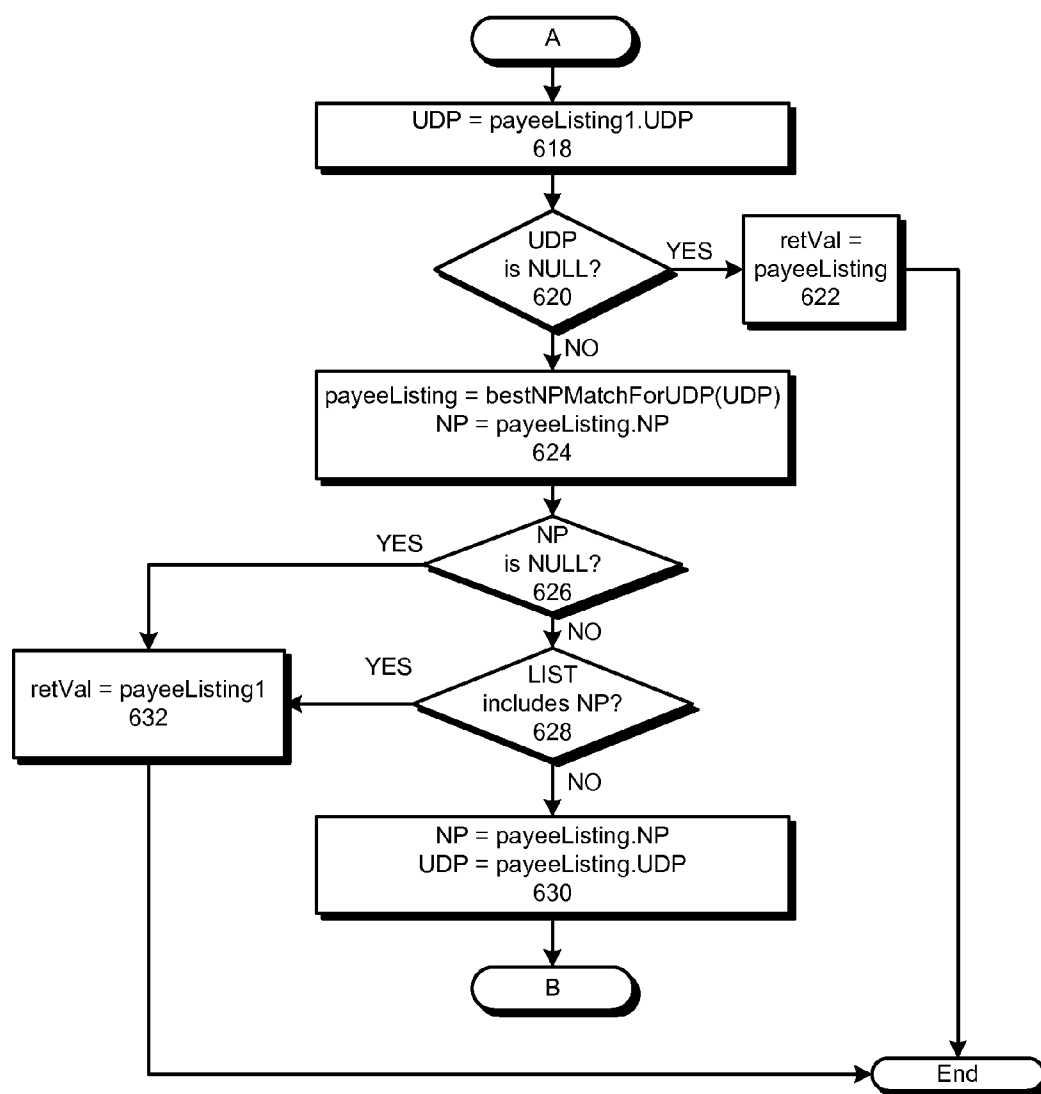 A
UDP = payeeListing1.UDP
618
UDP
is NULL?
620
YES
retVal =
payeeListing
622
NO
payeeListing = bestNPMatchForUDP(UDP)
NP = payeeListing.NP
624
NP
is NULL?
626
YES
NO
LIST
includes NP?
628
YES
retVal = payeeListing1
632
NO
NP = payeeListing.NP
UDP = payeeListing.UDP
630
B
End